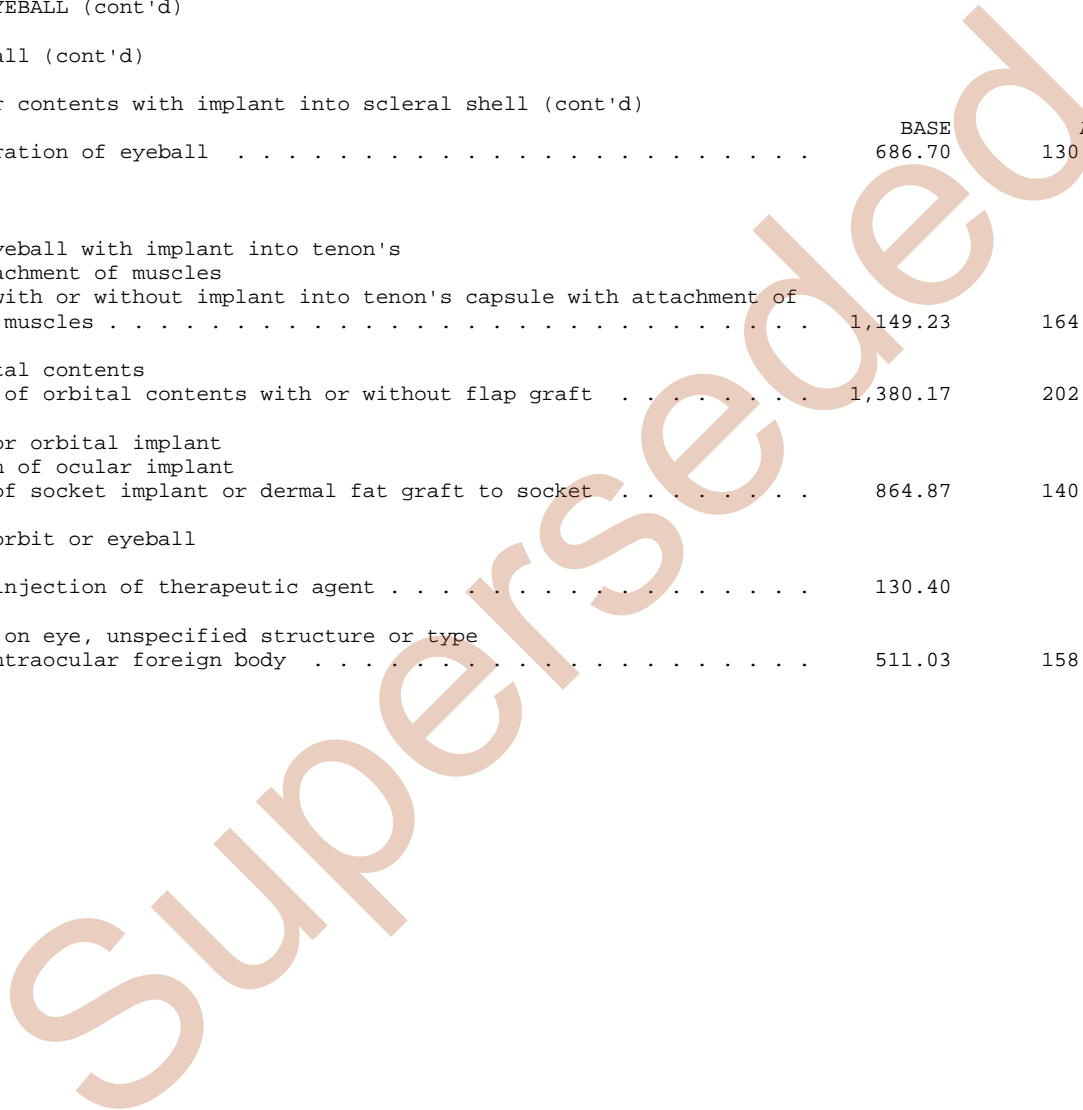 YEBALL (cont'd)
all (cont'd)
r contents with implant into scleral shell (cont'd)
BASE
ration of eyeball . . . . . . . . . . . . . . . . . . . . . . . 686.70 130
yeball with implant into tenon's
achment of muscles
with or without implant into tenon's capsule with attachment of
muscles . . . . . . . . . . . . . . . . . . . . . . . . . . . . 1,149.23 164
tal contents
of orbital contents with or without flap graft . . . . . . . . 1,380.17 202
or orbital implant
n of ocular implant
of socket implant or dermal fat graft to socket . . . . . . . . 864.87 140
orbit or eyeball
injection of therapeutic agent . . . . . . . . . . . . . . . . . 130.40
on eye, unspecified structure or type
ntraocular foreign body . . . . . . . . . . . . . . . . . . . . 511.03 158
Superseded